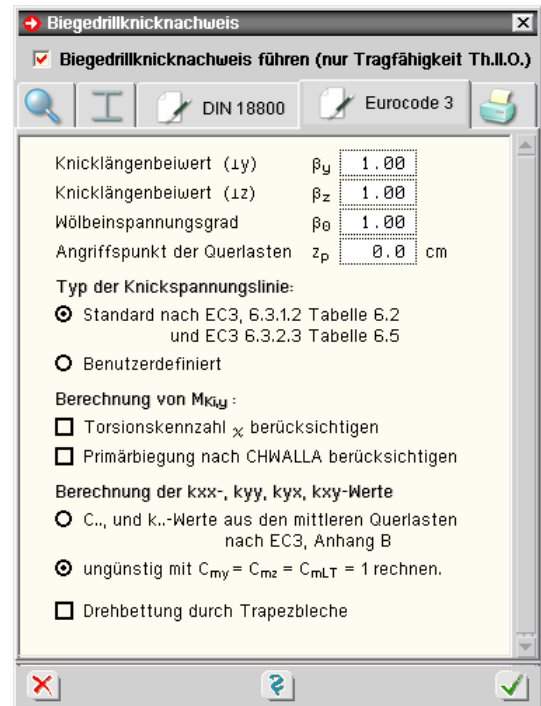 Biegedrillknicknachweis
Biegedrillknicknachweis führen (nur Tragfähigkeit Th.II.O.)
DIN 18800 Eurocode 3
Knicklängenbeiwert (⊥y) βy 1.00
Knicklängenbeiwert (⊥z) βz 1.00
Wölbeinspannungsgrad βθ 1.00
Angriffspunkt der Querlasten zp 0.0 cm
Typ der Knickspannungslinie:
Standard nach EC3, 6.3.1.2 Tabelle 6.2
und EC3 6.3.2.3 Tabelle 6.5
Benutzerdefiniert
Berechnung von MKi,y :
Torsionskennzahl χ berücksichtigen
Primärbiegung nach CHWALLA berücksichtigen
Berechnung der kxx-, kyy, kyx, kxy-Werte
C.., und k..-Werte aus den mittleren Querlasten
nach EC3, Anhang B
ungünstig mit Cmy = Cmz = CmLT = 1 rechnen.
Drehbettung durch Trapezbleche